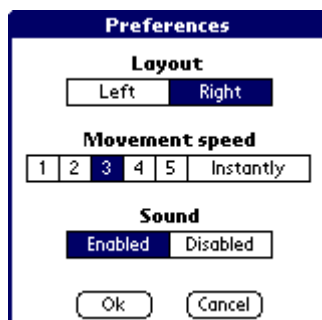 Preferences
Layout
Left Right
Movement speed
1 2 3 4 5 Instantly
Sound
Enabled Disabled
Ok Cancel